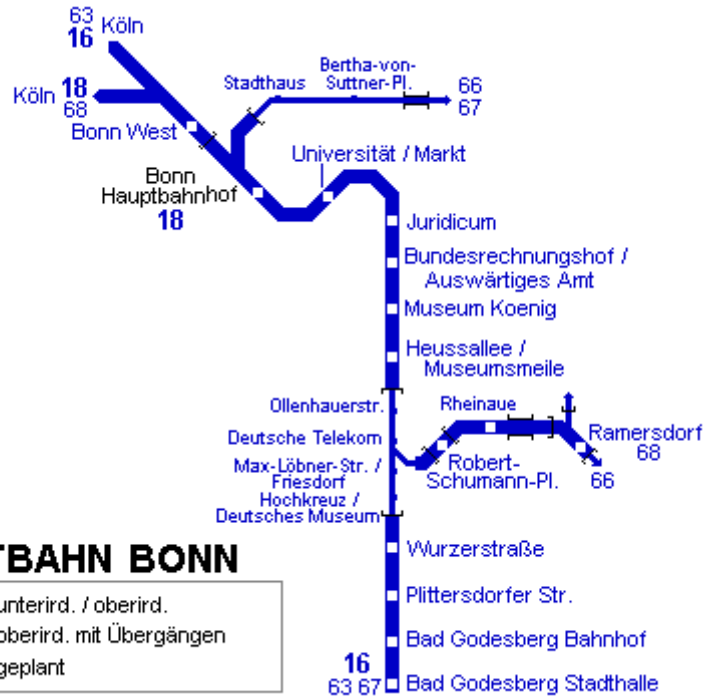 63
16 Köln
Köln 18
68
Bonn West
Stadthaus
Bertha-von-
Suttner-Pl.
66
67
Universität / Markt
Bonn
Hauptbahnhof
18
Juridicum
Bundesrechnungshof /
Auswärtiges Amt
Museum Koenig
Heussallee /
Museumsmeile
Ollenhauerstr.
Rheinaue
Deutsche Telekom
Ramersdorf
68
Max-Löbner-Str. /
Friesdorf
Robert-
Schumann-Pl.
66
Hochkreuz /
Deutsches Museum
Wurzerstraße
TBAHN BONN
unterird. / oberird.
oberird. mit Übergängen
geplant
Plittersdorfer Str.
Bad Godesberg Bahnhof
16
63 67
Bad Godesberg Stadthalle